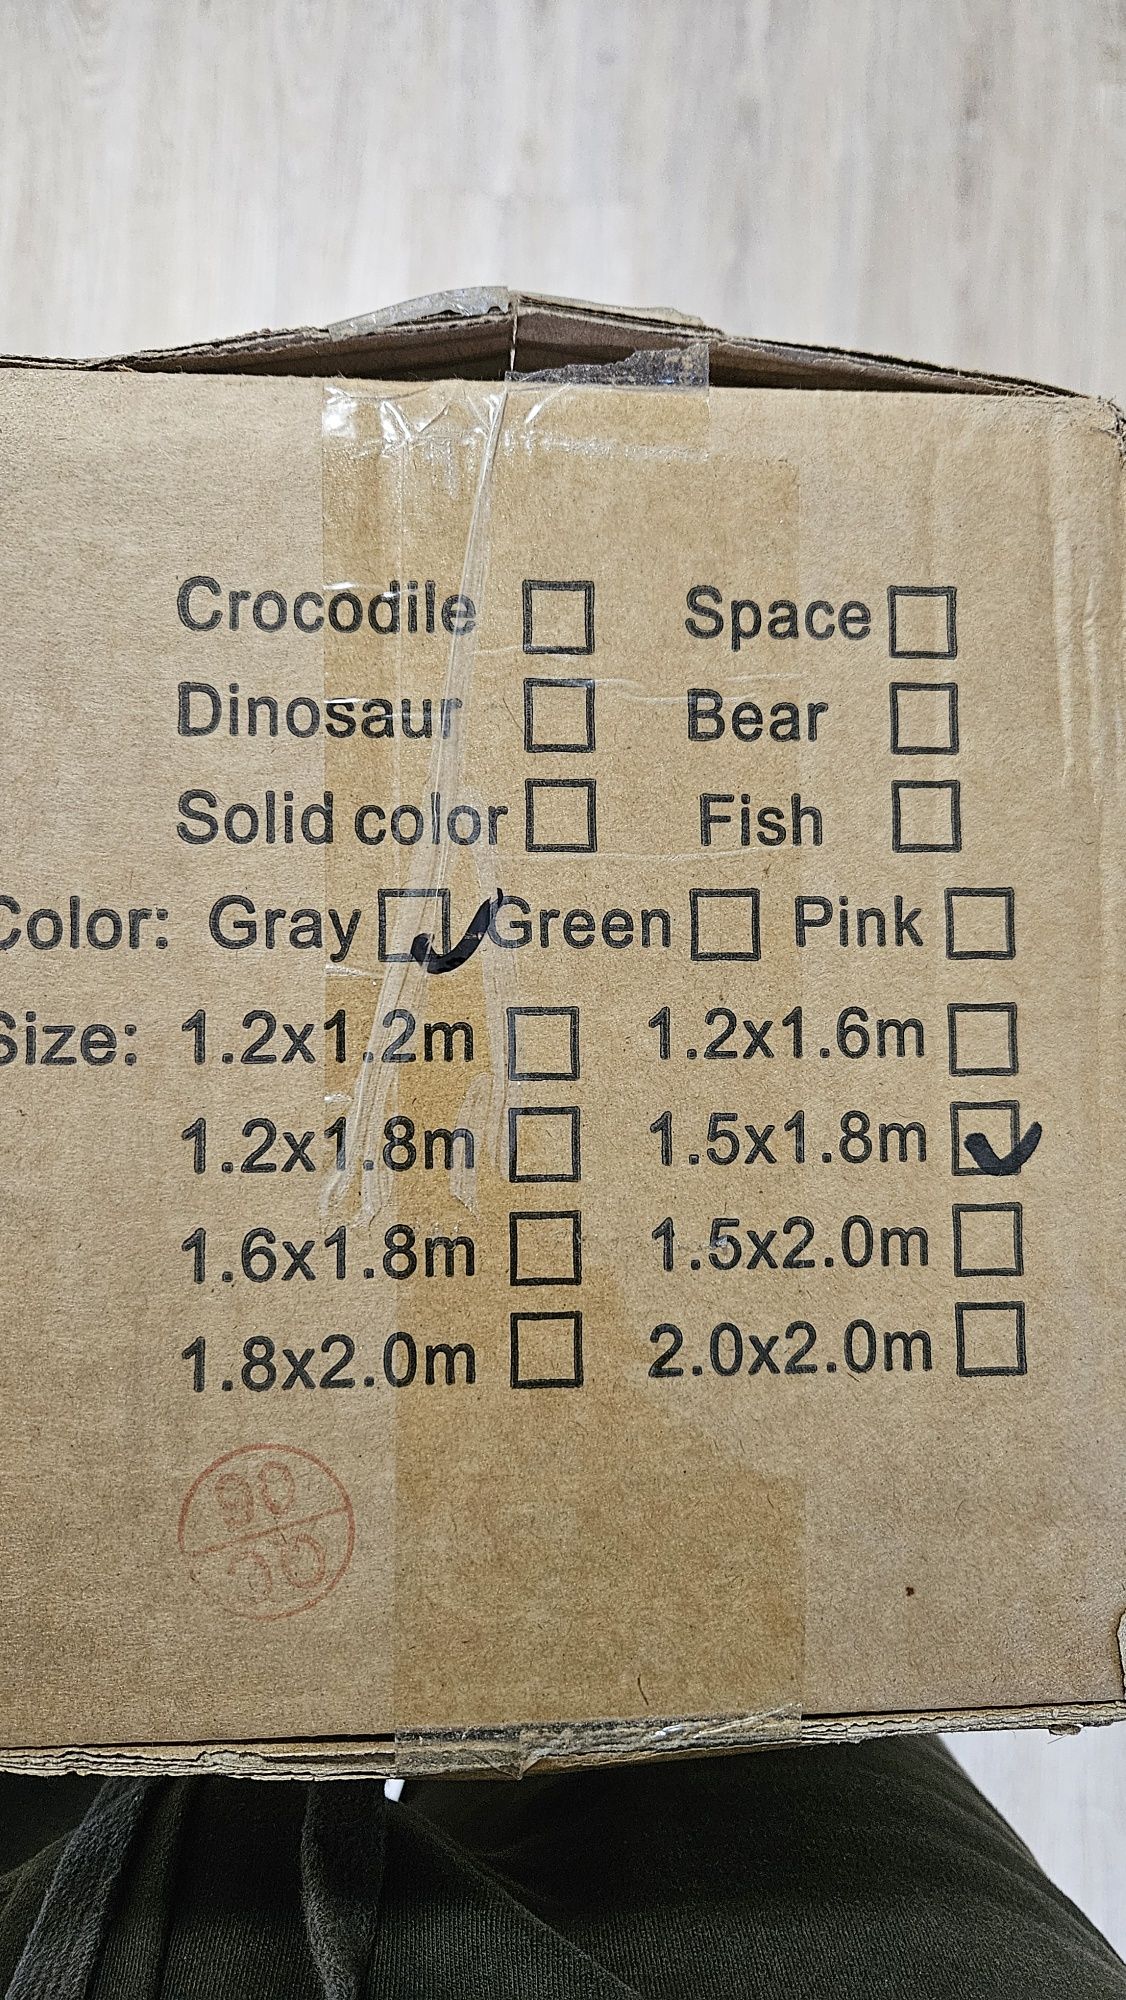 Crocodile Space
Dinosaur Bear
Solid color Fish
Color: Gray Green Pink
Size: 1.2x1.2m 1.2x1.6m
1.2x1.8m 1.5x1.8m
1.6x1.8m 1.5x2.0m
1.8x2.0m 2.0x2.0m